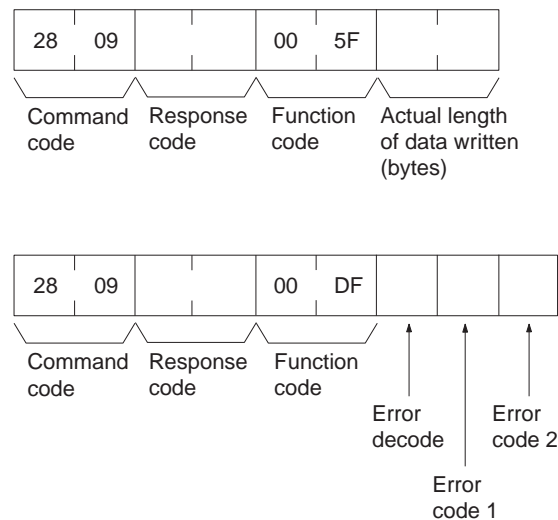 28 09 00 5F
Command Response Function Actual length
code code code of data written
(bytes)
28 09 00 DF
Command Response Function
code code code
Error Error
decode code 2
Error
code 1